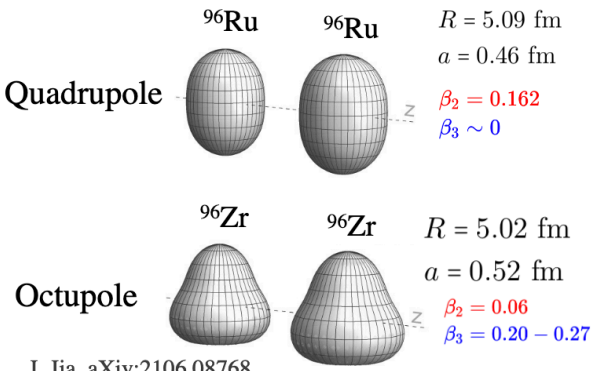 ⁹⁶Ru ⁹⁶Ru
R = 5.09 fm
a = 0.46 fm
Quadrupole
β₂ = 0.162
β₃ ~ 0
z
⁹⁶Zr ⁹⁶Zr
R = 5.02 fm
a = 0.52 fm
Octupole
β₂ = 0.06
β₃ = 0.20 − 0.27
z
J. Jia, aXiv:2106.08768